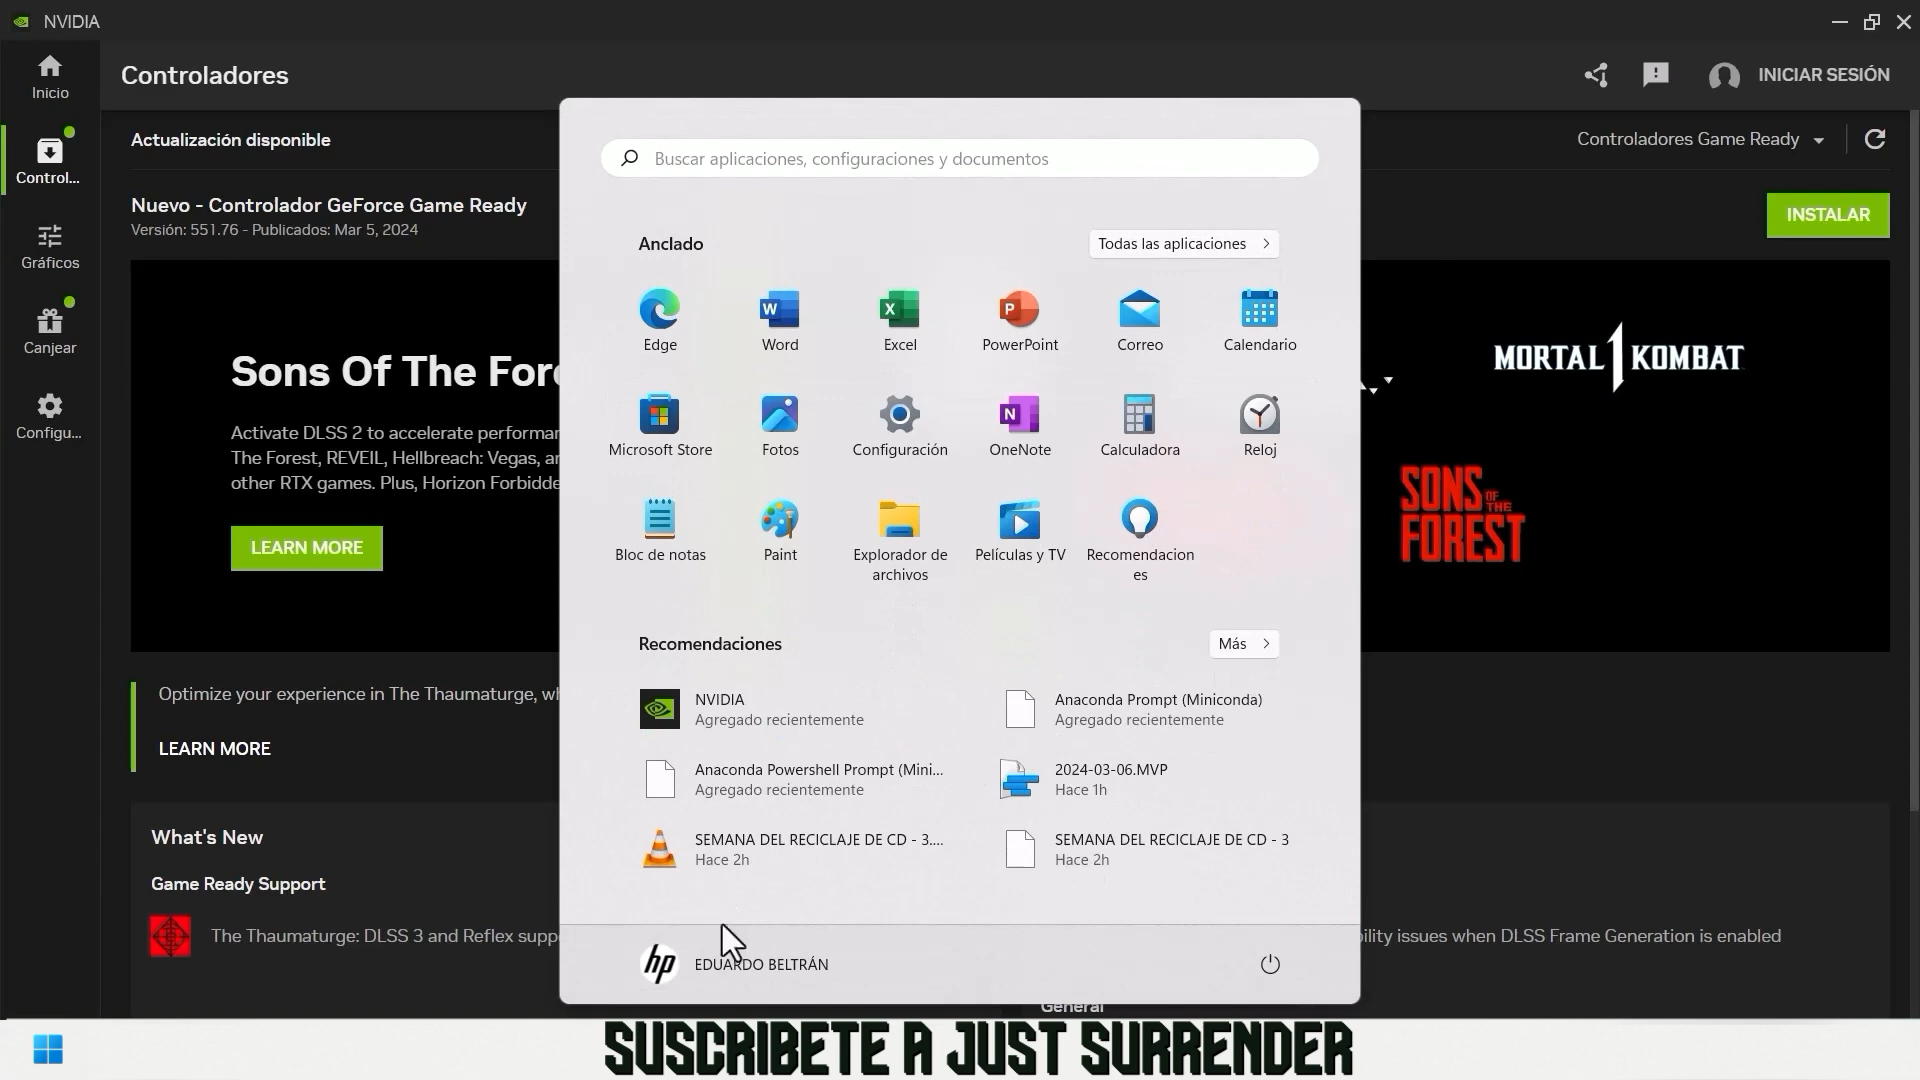 NVIDIA
Inicio
Control...
Gráficos
Canjear
Configu...
Controladores
INICIAR SESIÓN
Actualización disponible
Controladores Game Ready
Nuevo - Controlador GeForce Game Ready
Versión: 551.76 - Publicados: Mar 5, 2024
INSTALAR
Sons Of The Fore
Activate DLSS 2 to accelerate performan
The Forest, REVEIL, Hellbreach: Vegas, an
other RTX games. Plus, Horizon Forbidde
LEARN MORE
MORTAL KOMBAT
SONS OF THE FOREST
Optimize your experience in The Thaumaturge, wh
LEARN MORE
What's New
Game Ready Support
The Thaumaturge: DLSS 3 and Reflex suppo
ility issues when DLSS Frame Generation is enabled
General
Buscar aplicaciones, configuraciones y documentos
Anclado
Todas las aplicaciones
Edge
Word
Excel
PowerPoint
Correo
Calendario
Microsoft Store
Fotos
Configuración
OneNote
Calculadora
Reloj
Bloc de notas
Paint
Explorador de
archivos
Películas y TV
Recomendacion
es
Recomendaciones
Más
NVIDIA
Agregado recientemente
Anaconda Prompt (Miniconda)
Agregado recientemente
Anaconda Powershell Prompt (Mini...
Agregado recientemente
2024-03-06.MVP
Hace 1h
SEMANA DEL RECICLAJE DE CD - 3....
Hace 2h
SEMANA DEL RECICLAJE DE CD - 3
Hace 2h
hp
EDUARDO BELTRÁN
SUSCRIBETE A JUST SURRENDER